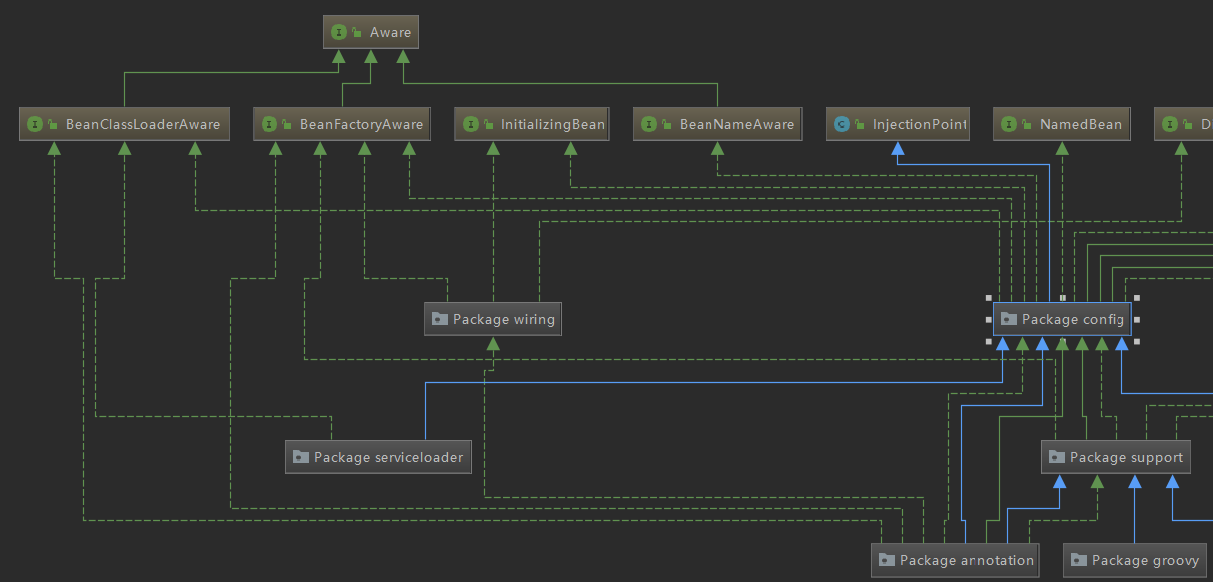 Aware
BeanClassLoaderAware
BeanFactoryAware
InitializingBean
BeanNameAware
InjectionPoint
NamedBean
D
Package wiring
Package config
Package serviceloader
Package support
Package annotation
Package groovy